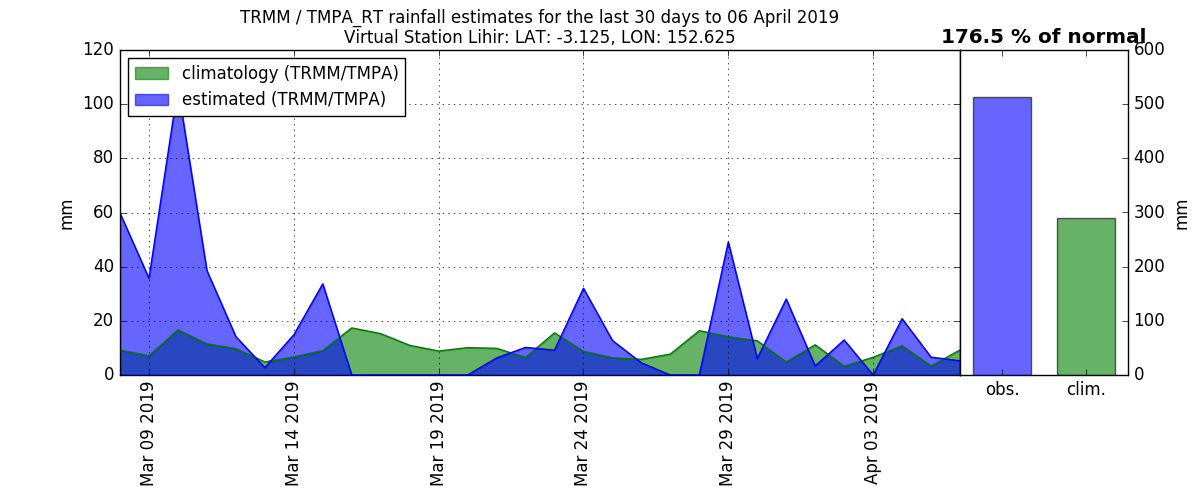 TRMM / TMPA_RT rainfall estimates for the last 30 days to 06 April 2019
Virtual Station Lihir: LAT: -3.125, LON: 152.625
176.5 % of normal
climatology (TRMM/TMPA)
estimated (TRMM/TMPA)
mm
120
100
80
60
40
20
0
Mar 09 2019
Mar 14 2019
Mar 19 2019
Mar 24 2019
Mar 29 2019
Apr 03 2019
600
500
400
300
200
100
0
mm
obs.
clim.